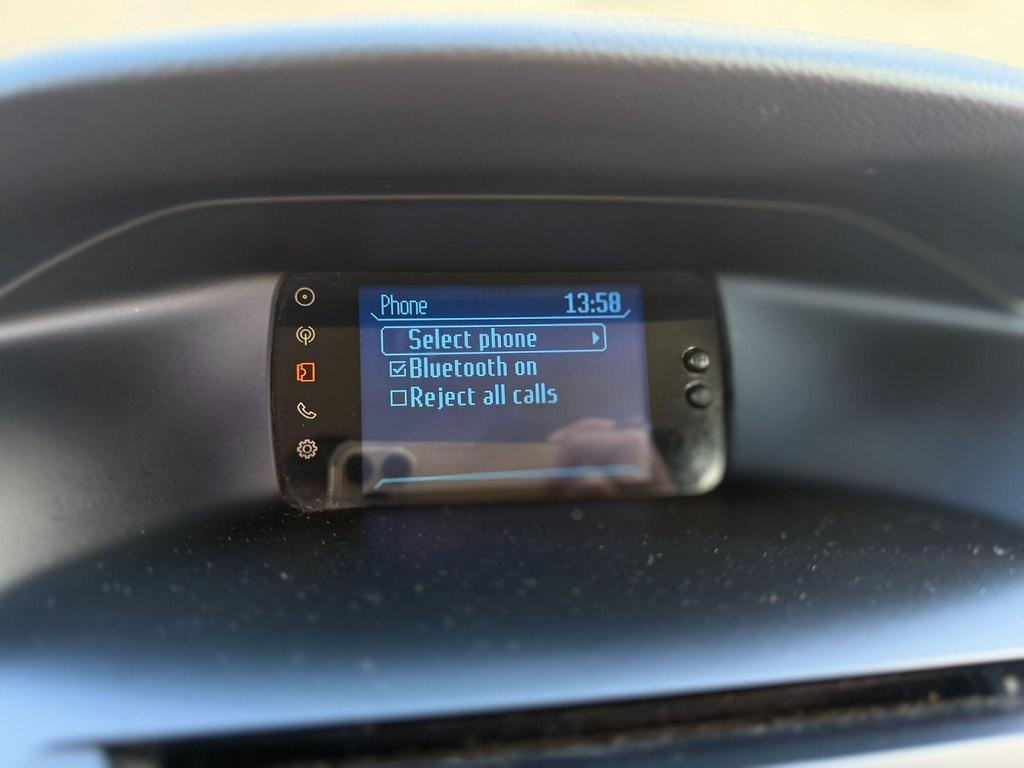 Phone 13:58
Select phone
Bluetooth on
Reject all calls